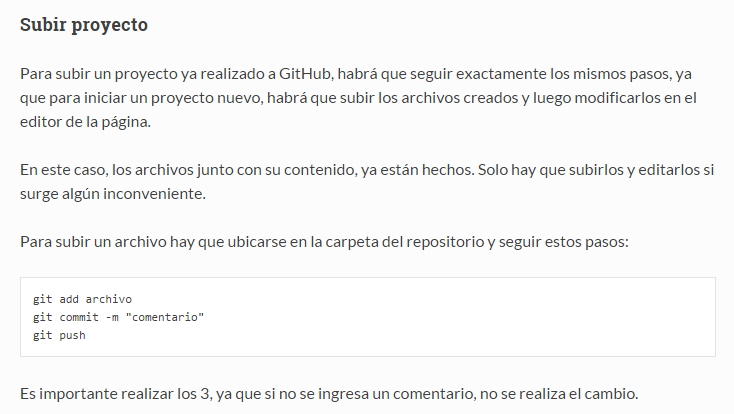 Subir proyecto
Para subir un proyecto ya realizado a GitHub, habrá que seguir exactamente los mismos pasos, ya
que para iniciar un proyecto nuevo, habrá que subir los archivos creados y luego modificarlos en el
editor de la página.
En este caso, los archivos junto con su contenido, ya están hechos. Solo hay que subirlos y editarlos si
surge algún inconveniente.
Para subir un archivo hay que ubicarse en la carpeta del repositorio y seguir estos pasos:
git add archivo
git commit -m "comentario"
git push
Es importante realizar los 3, ya que si no se ingresa un comentario, no se realiza el cambio.